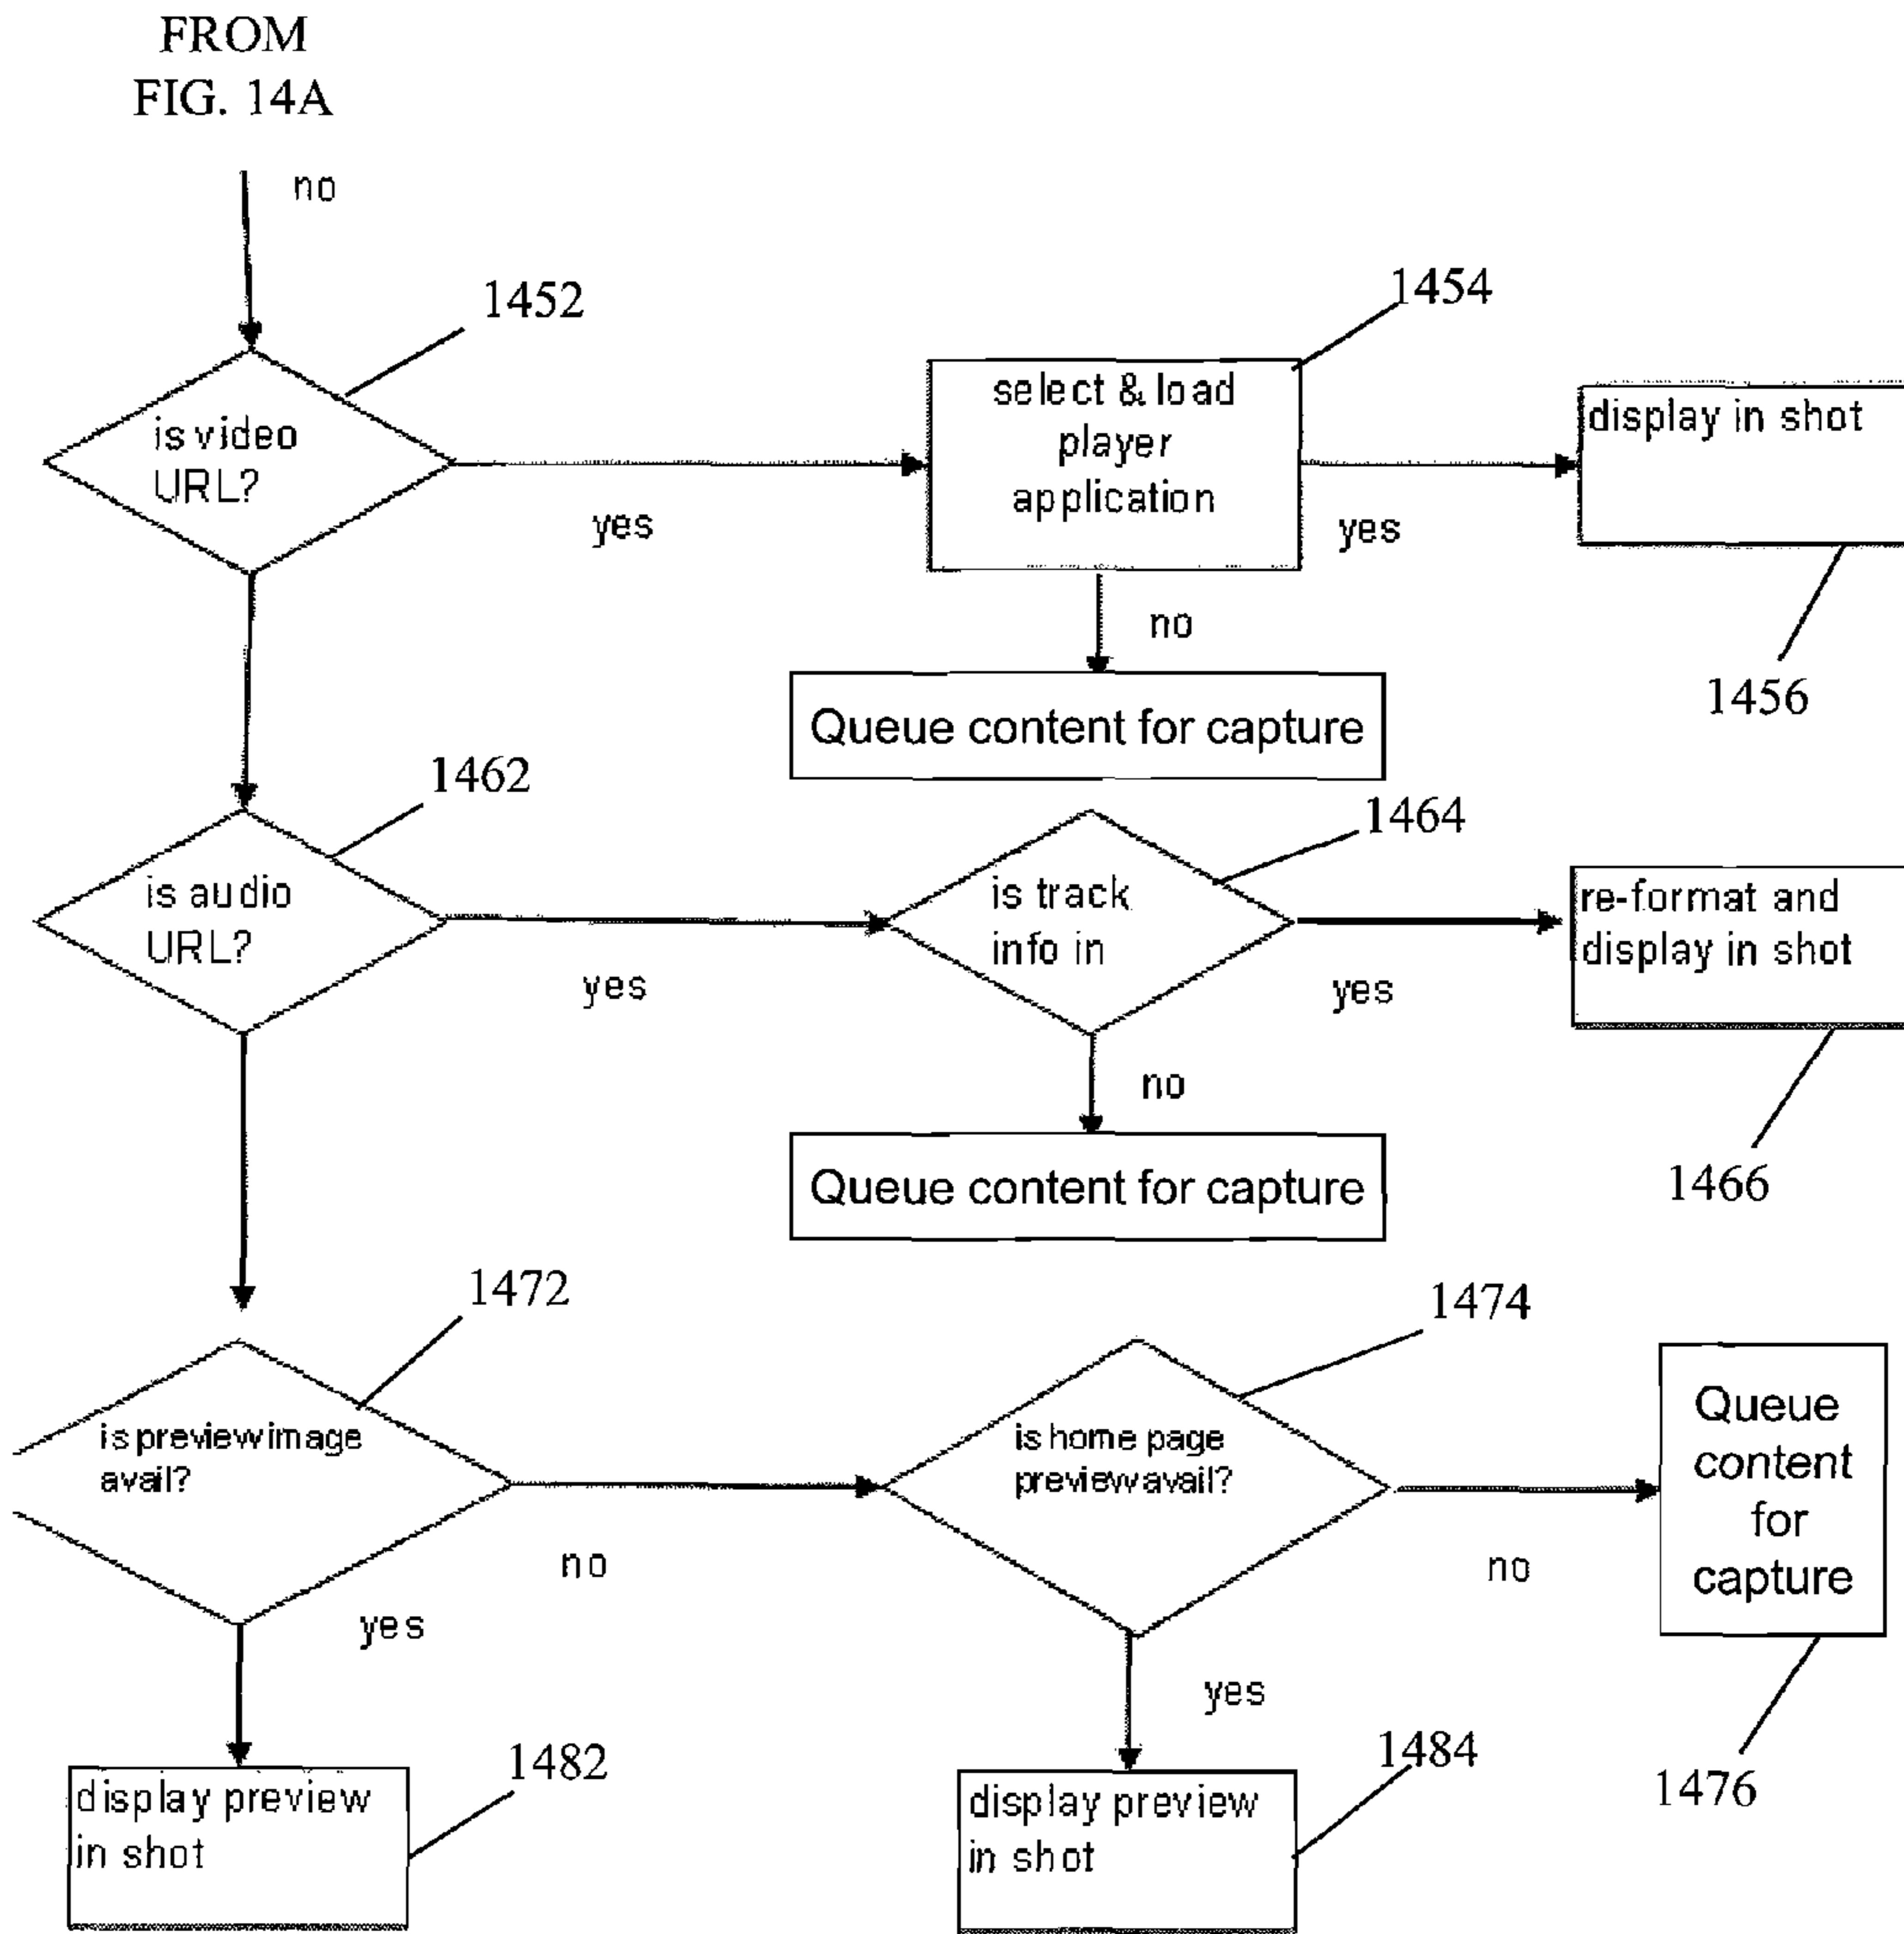 FROM
FIG. 14A
no
1452
1454
is video
URL?
select & load
player
application
display in shot
yes
yes
no
1456
Queue content for capture
1462
1464
is audio
URL?
is track
info in
re-format and
display in shot
yes
yes
no
1466
Queue content for capture
1472
1474
is preview image
avail?
is home page
preview avail?
Queue
content
for
capture
no
no
yes
yes
1482
1484
1476
display preview
in shot
display preview
in shot